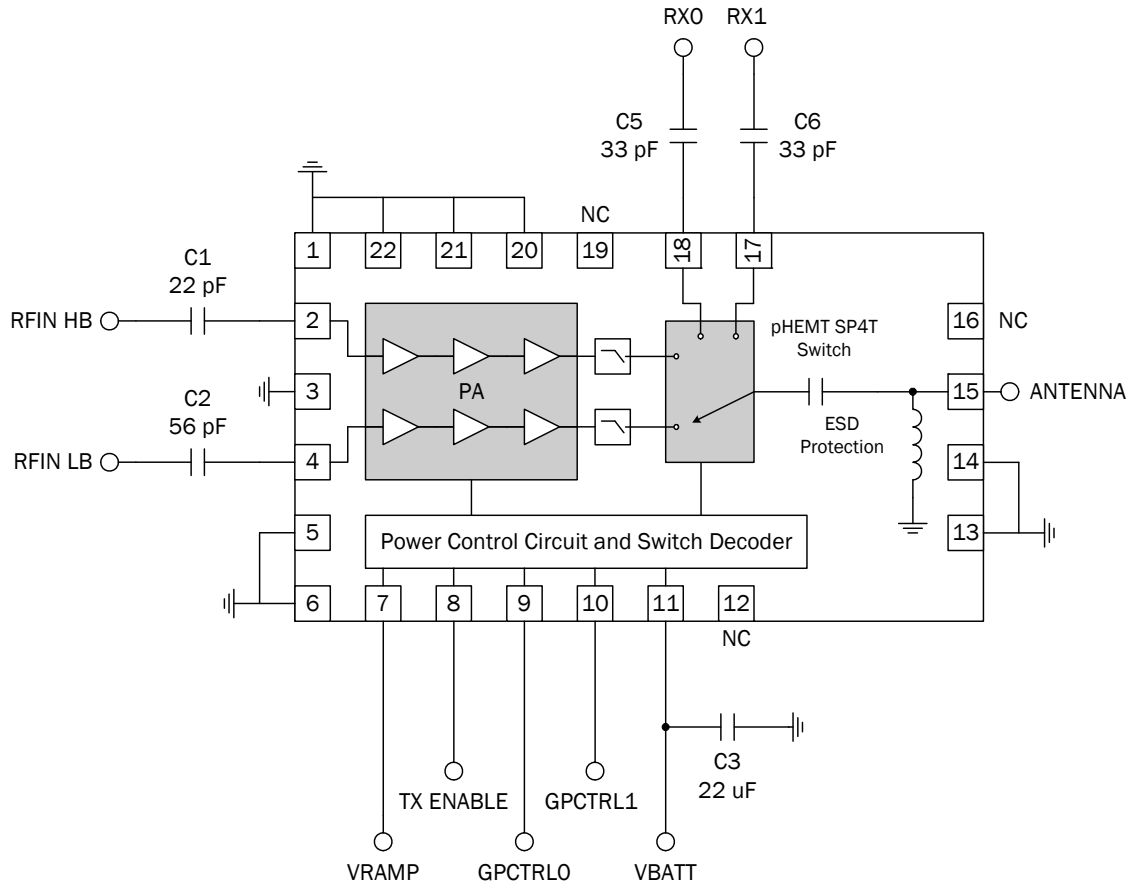 RX0 RX1
C5
33 pF
C6
33 pF
NC
1 22 21 20 19 18 17
C1
22 pF
RFIN HB
2
pHEMT SP4T
Switch
16 NC
3
PA
15 ANTENNA
C2
56 pF
ESD
Protection
RFIN LB
4
14
5
Power Control Circuit and Switch Decoder
13
6 7 8 9 10 11 12
NC
C3
22 uF
TX ENABLE GPCTRL1
VRAMP GPCTRL0 VBATT